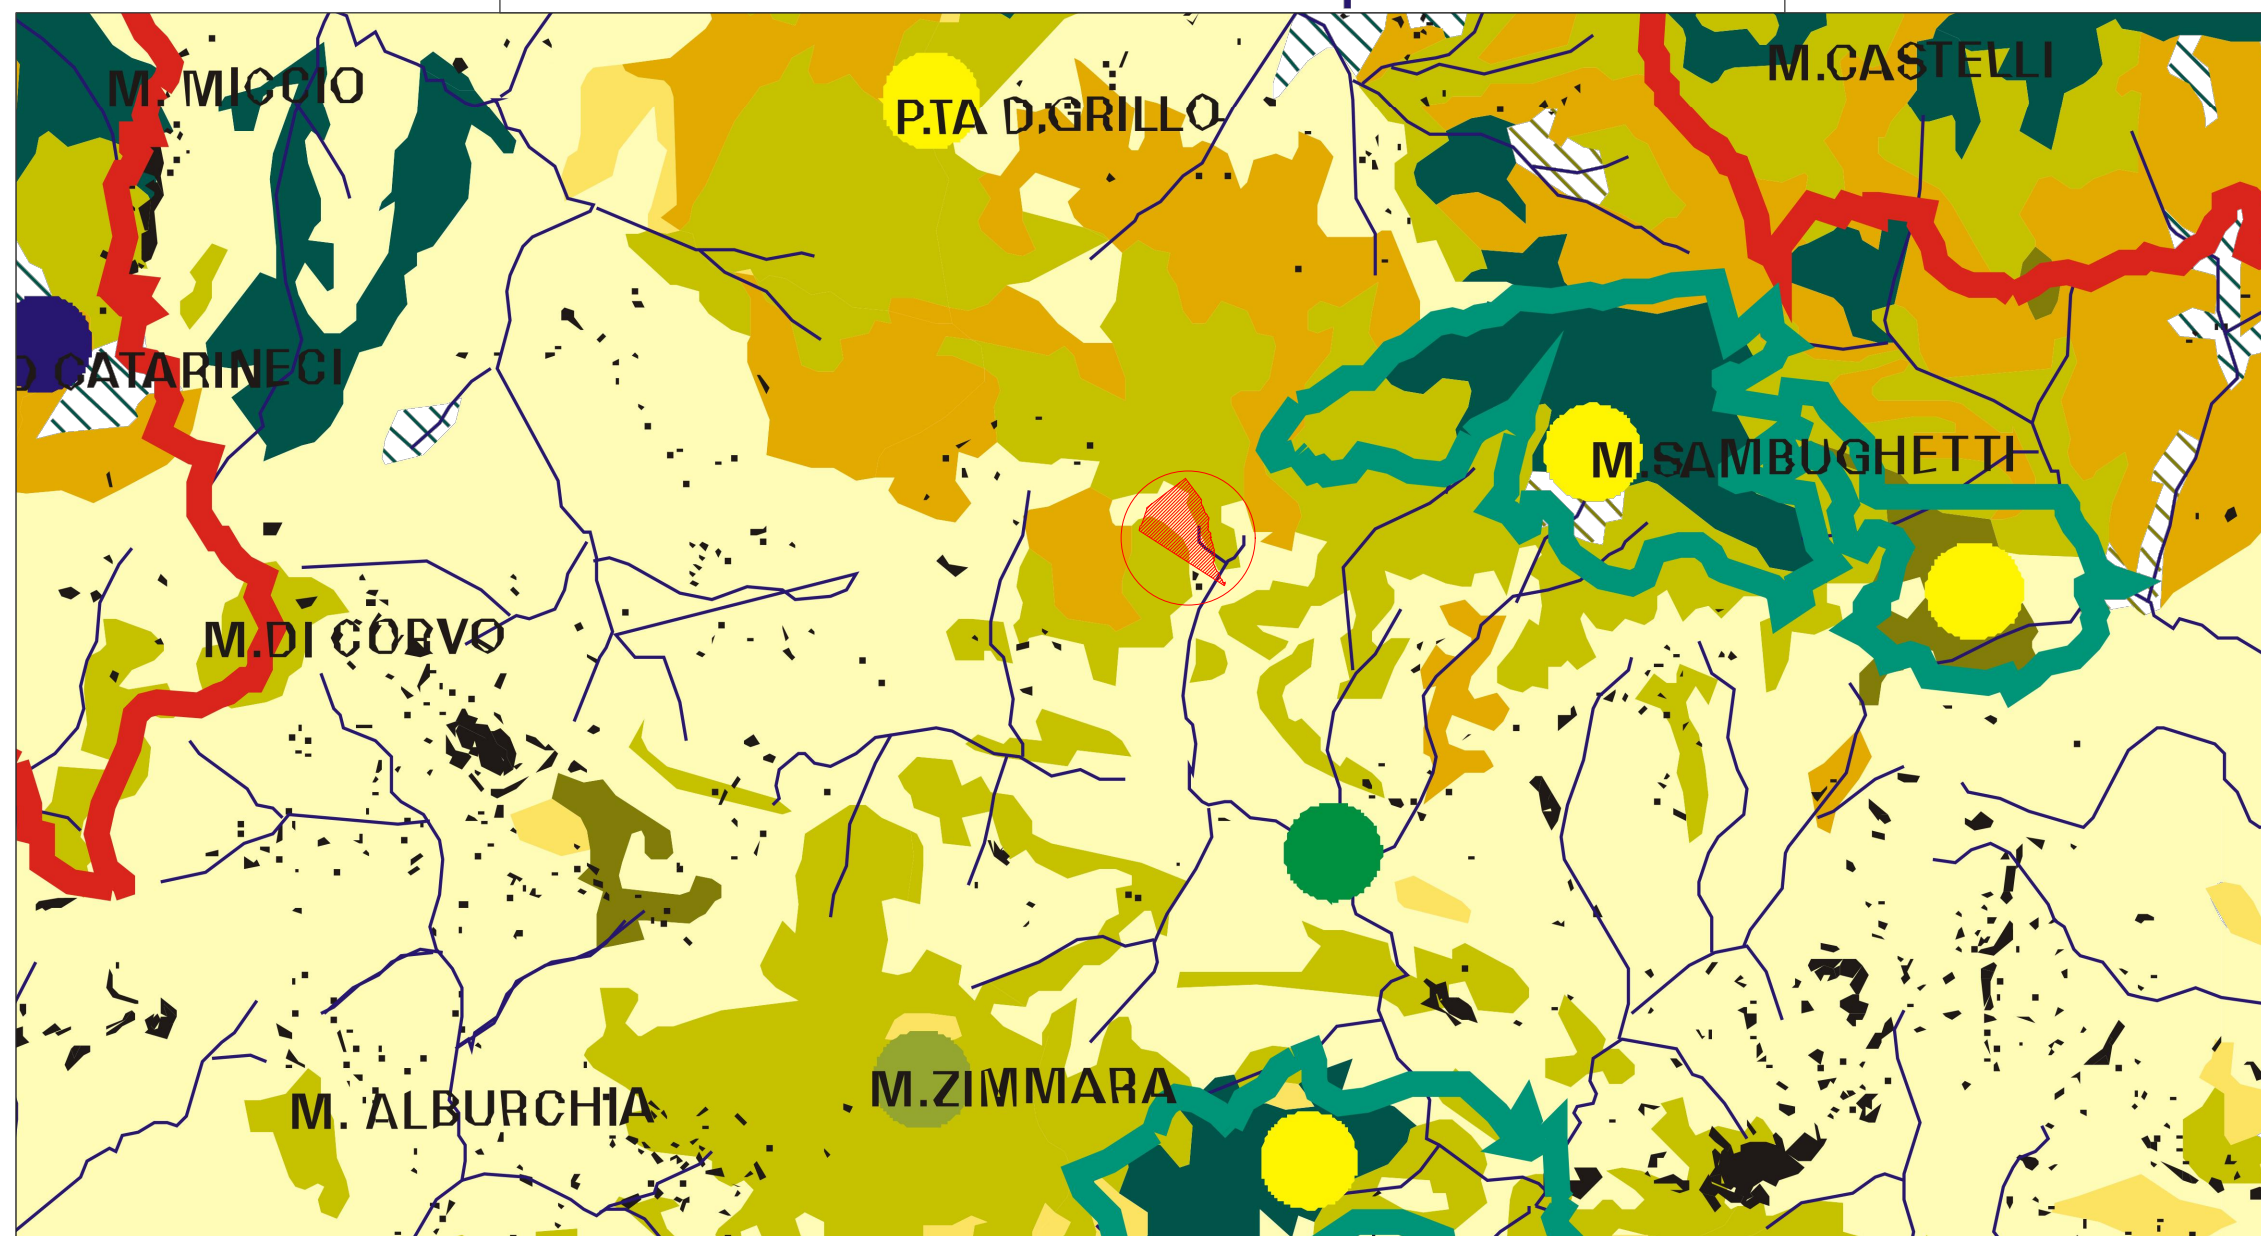 M. MICCIO
M.CASTELLI
P.TA D.GRILLO
CATARINECI
M.SAMBUGHETTI
M.DI CORVO
M.ZIMMARA
M. ALBURCHIA